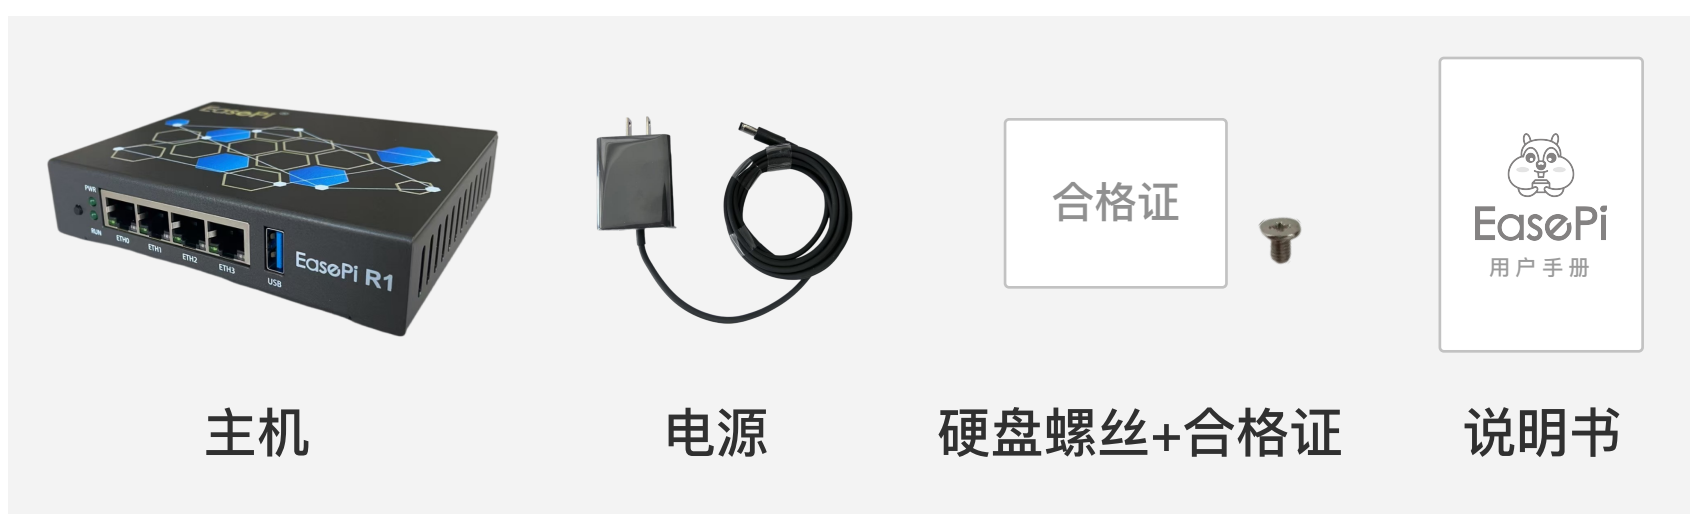 EasePi
PWR
RUN
ETH0
ETH1
ETH2
ETH3
USB
EasePi R1
合格证
EasePi
用户手册
主机
电源
硬盘螺丝+合格证
说明书